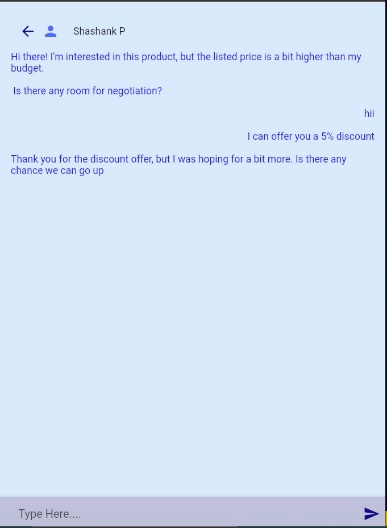 Shashank P
Hi there! I'm interested in this product, but the listed price is a bit higher than my
budget.
Is there any room for negotiation?
hii
I can offer you a 5% discount
Thank you for the discount offer, but I was hoping for a bit more. Is there any
chance we can go up
Type Here....